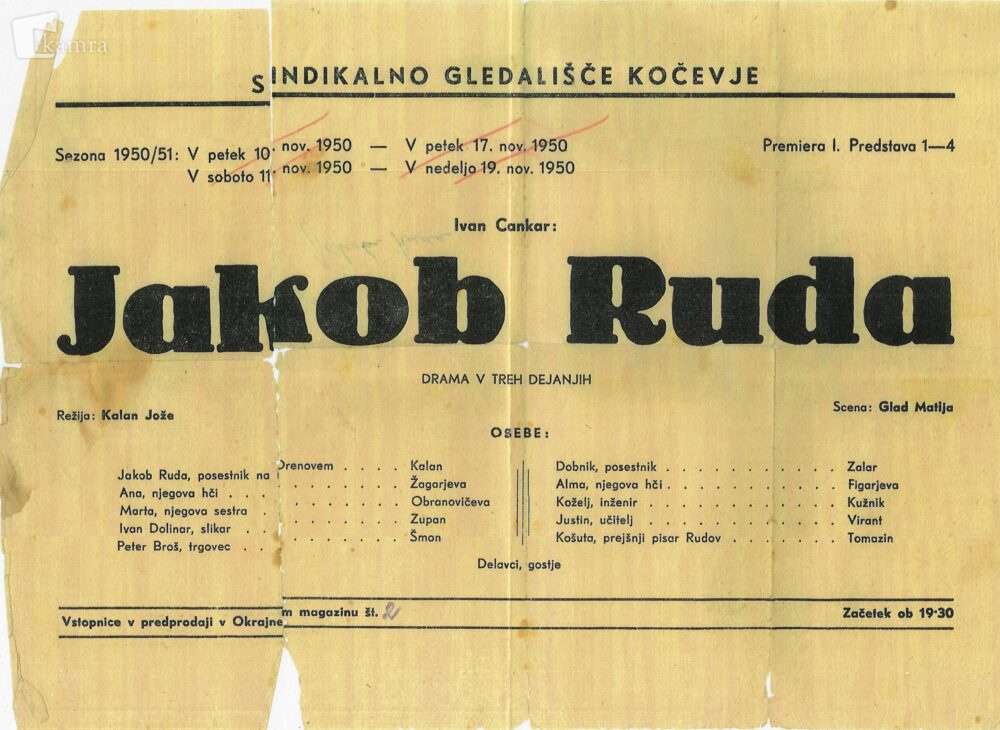 kamra
SINDIKALNO GLEDALIŠČE KOČEVJE
Sezona 1950/51: V petek 10. nov. 1950 — V petek 17. nov. 1950 Premiera I. Predstava 1—4
V soboto 11. nov. 1950 — V nedeljo 19. nov. 1950
Ivan Cankar:
Jakob Ruda
DRAMA V TREH DEJANJIH
Režija: Kalan Jože Scena: Glad Matija
OSEBE:
Jakob Ruda, posestnik na Drenovem . . . . Kalan
Ana, njegova hči . . . . . . . . . Žagarjeva
Marta, njegova sestra . . . . . . . . Obranovičeva
Ivan Dolinar, slikar . . . . . . . . Zupan
Peter Broš, trgovec . . . . . . . . Šmon
Dobnik, posestnik . . . . . . . . . . . Zalar
Alma, njegova hči . . . . . . . . . . . Figarjeva
Koželj, inženir . . . . . . . . . . . . Kužnik
Justin, učitelj . . . . . . . . . . . . Virant
Košuta, prejšnji pisar Rudov . . . . . . . Tomazin
Delavci, gostje
Vstopnice v predprodaji v Okrajnem magazinu št. 2 Začetek ob 19·30